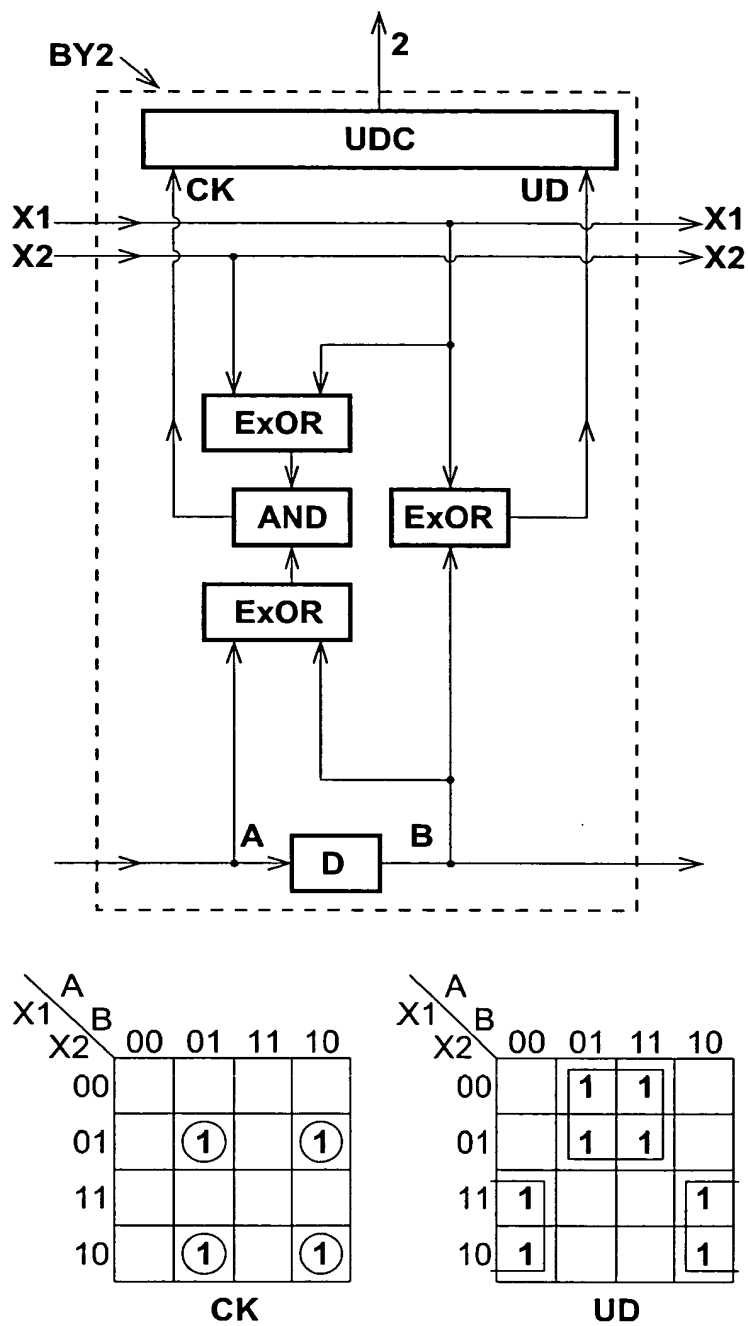 2
BY2
UDC
CK UD
X1 X1
X2 X2
ExOR
AND ExOR
ExOR
A B
D
A A
X1 B X1 B
X2 00 01 11 10 X2 00 01 11 10
00 00 1 1
01 1 1 01 1 1
11 11 1 1
10 1 1 10 1 1
CK UD